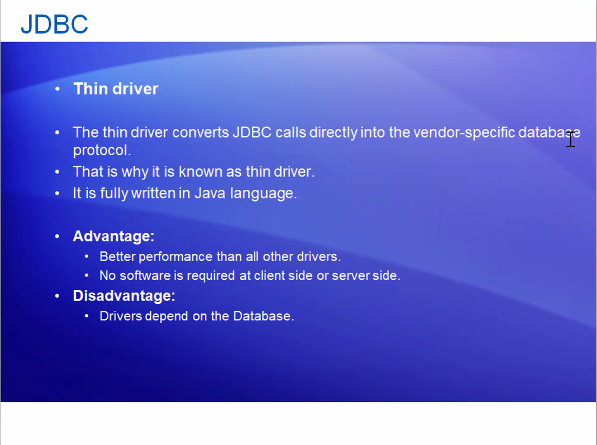 JDBC
• Thin driver
• The thin driver converts JDBC calls directly into the vendor-specific database
protocol.
• That is why it is known as thin driver.
• It is fully written in Java language.
• Advantage:
• Better performance than all other drivers.
• No software is required at client side or server side.
• Disadvantage:
• Drivers depend on the Database.